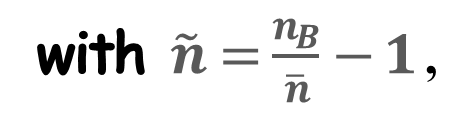 with ñ = n_B / n̄ − 1,